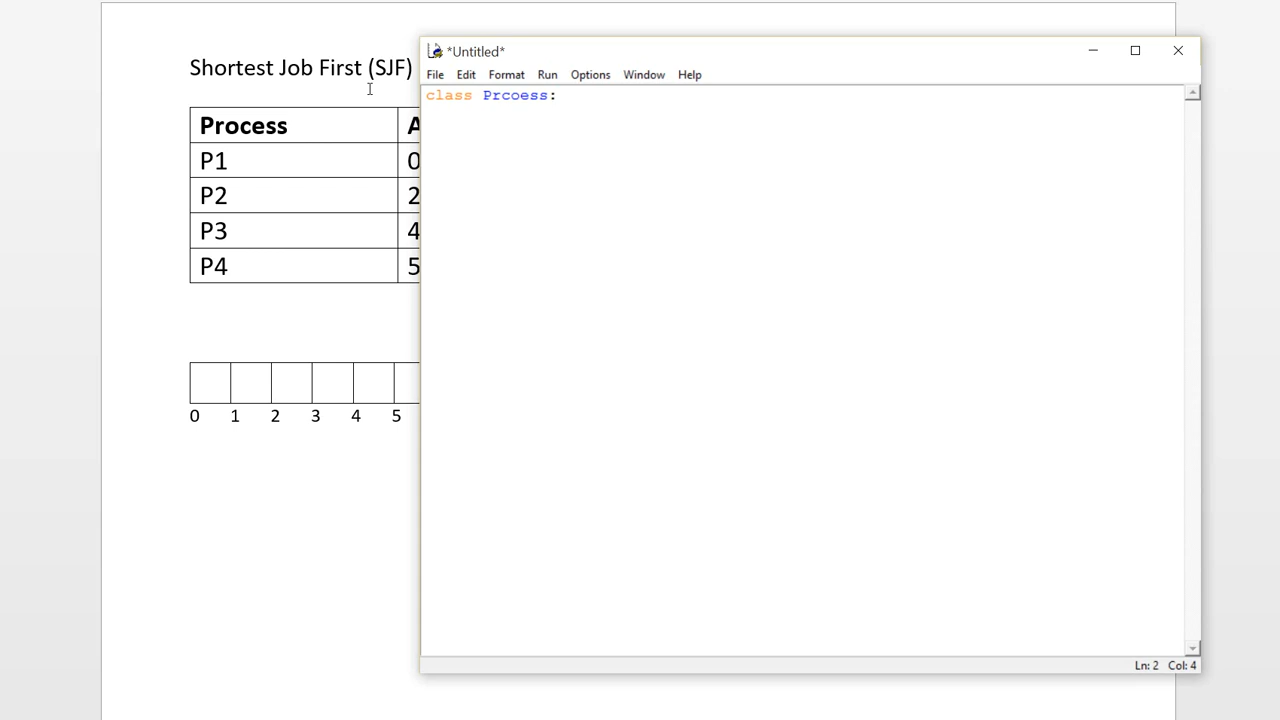 Shortest Job First (SJF)
Process A
P1 0
P2 2
P3 4
P4 5
0 1 2 3 4 5
*Untitled*
File Edit Format Run Options Window Help
class Prcoess:
Ln: 2 Col: 4